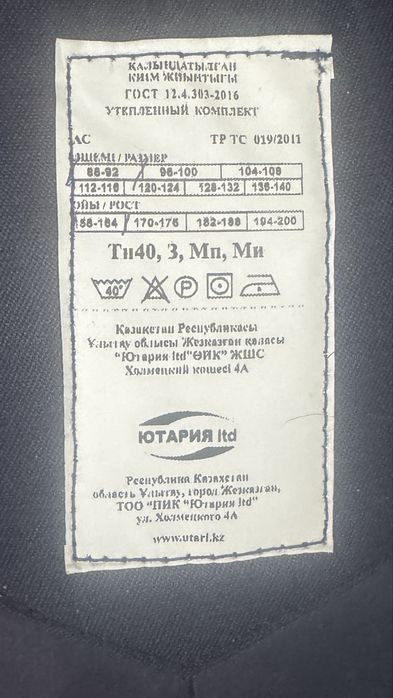 ҚАЛЫҢДАТЫЛҒАН
КИІМ ЖИЫНТЫҒЫ
ГОСТ 12.4.303-2016
УТЕПЛЕННЫЙ КОМПЛЕКТ
ТР ТС 019/2011
/ РАЗМЕР
88-92 96-100 104-108
112-116 120-124 128-132 136-140
/ РОСТ
170-176 182-188 194-200
Тн40, З, Мп, Ми
40° P
Қазақстан Республикасы
Ұлытау облысы Жезказган қаласы
"Ютария ltd"ӨИК" ЖШС
Холмецкий көшесі 4А
ЮТАРИЯ ltd
Республика Казахстан
область Ұлытау, город Жезказган,
ТОО "ПИК "Ютария ltd"
ул. Холмецкого 4А
www.utari.kz